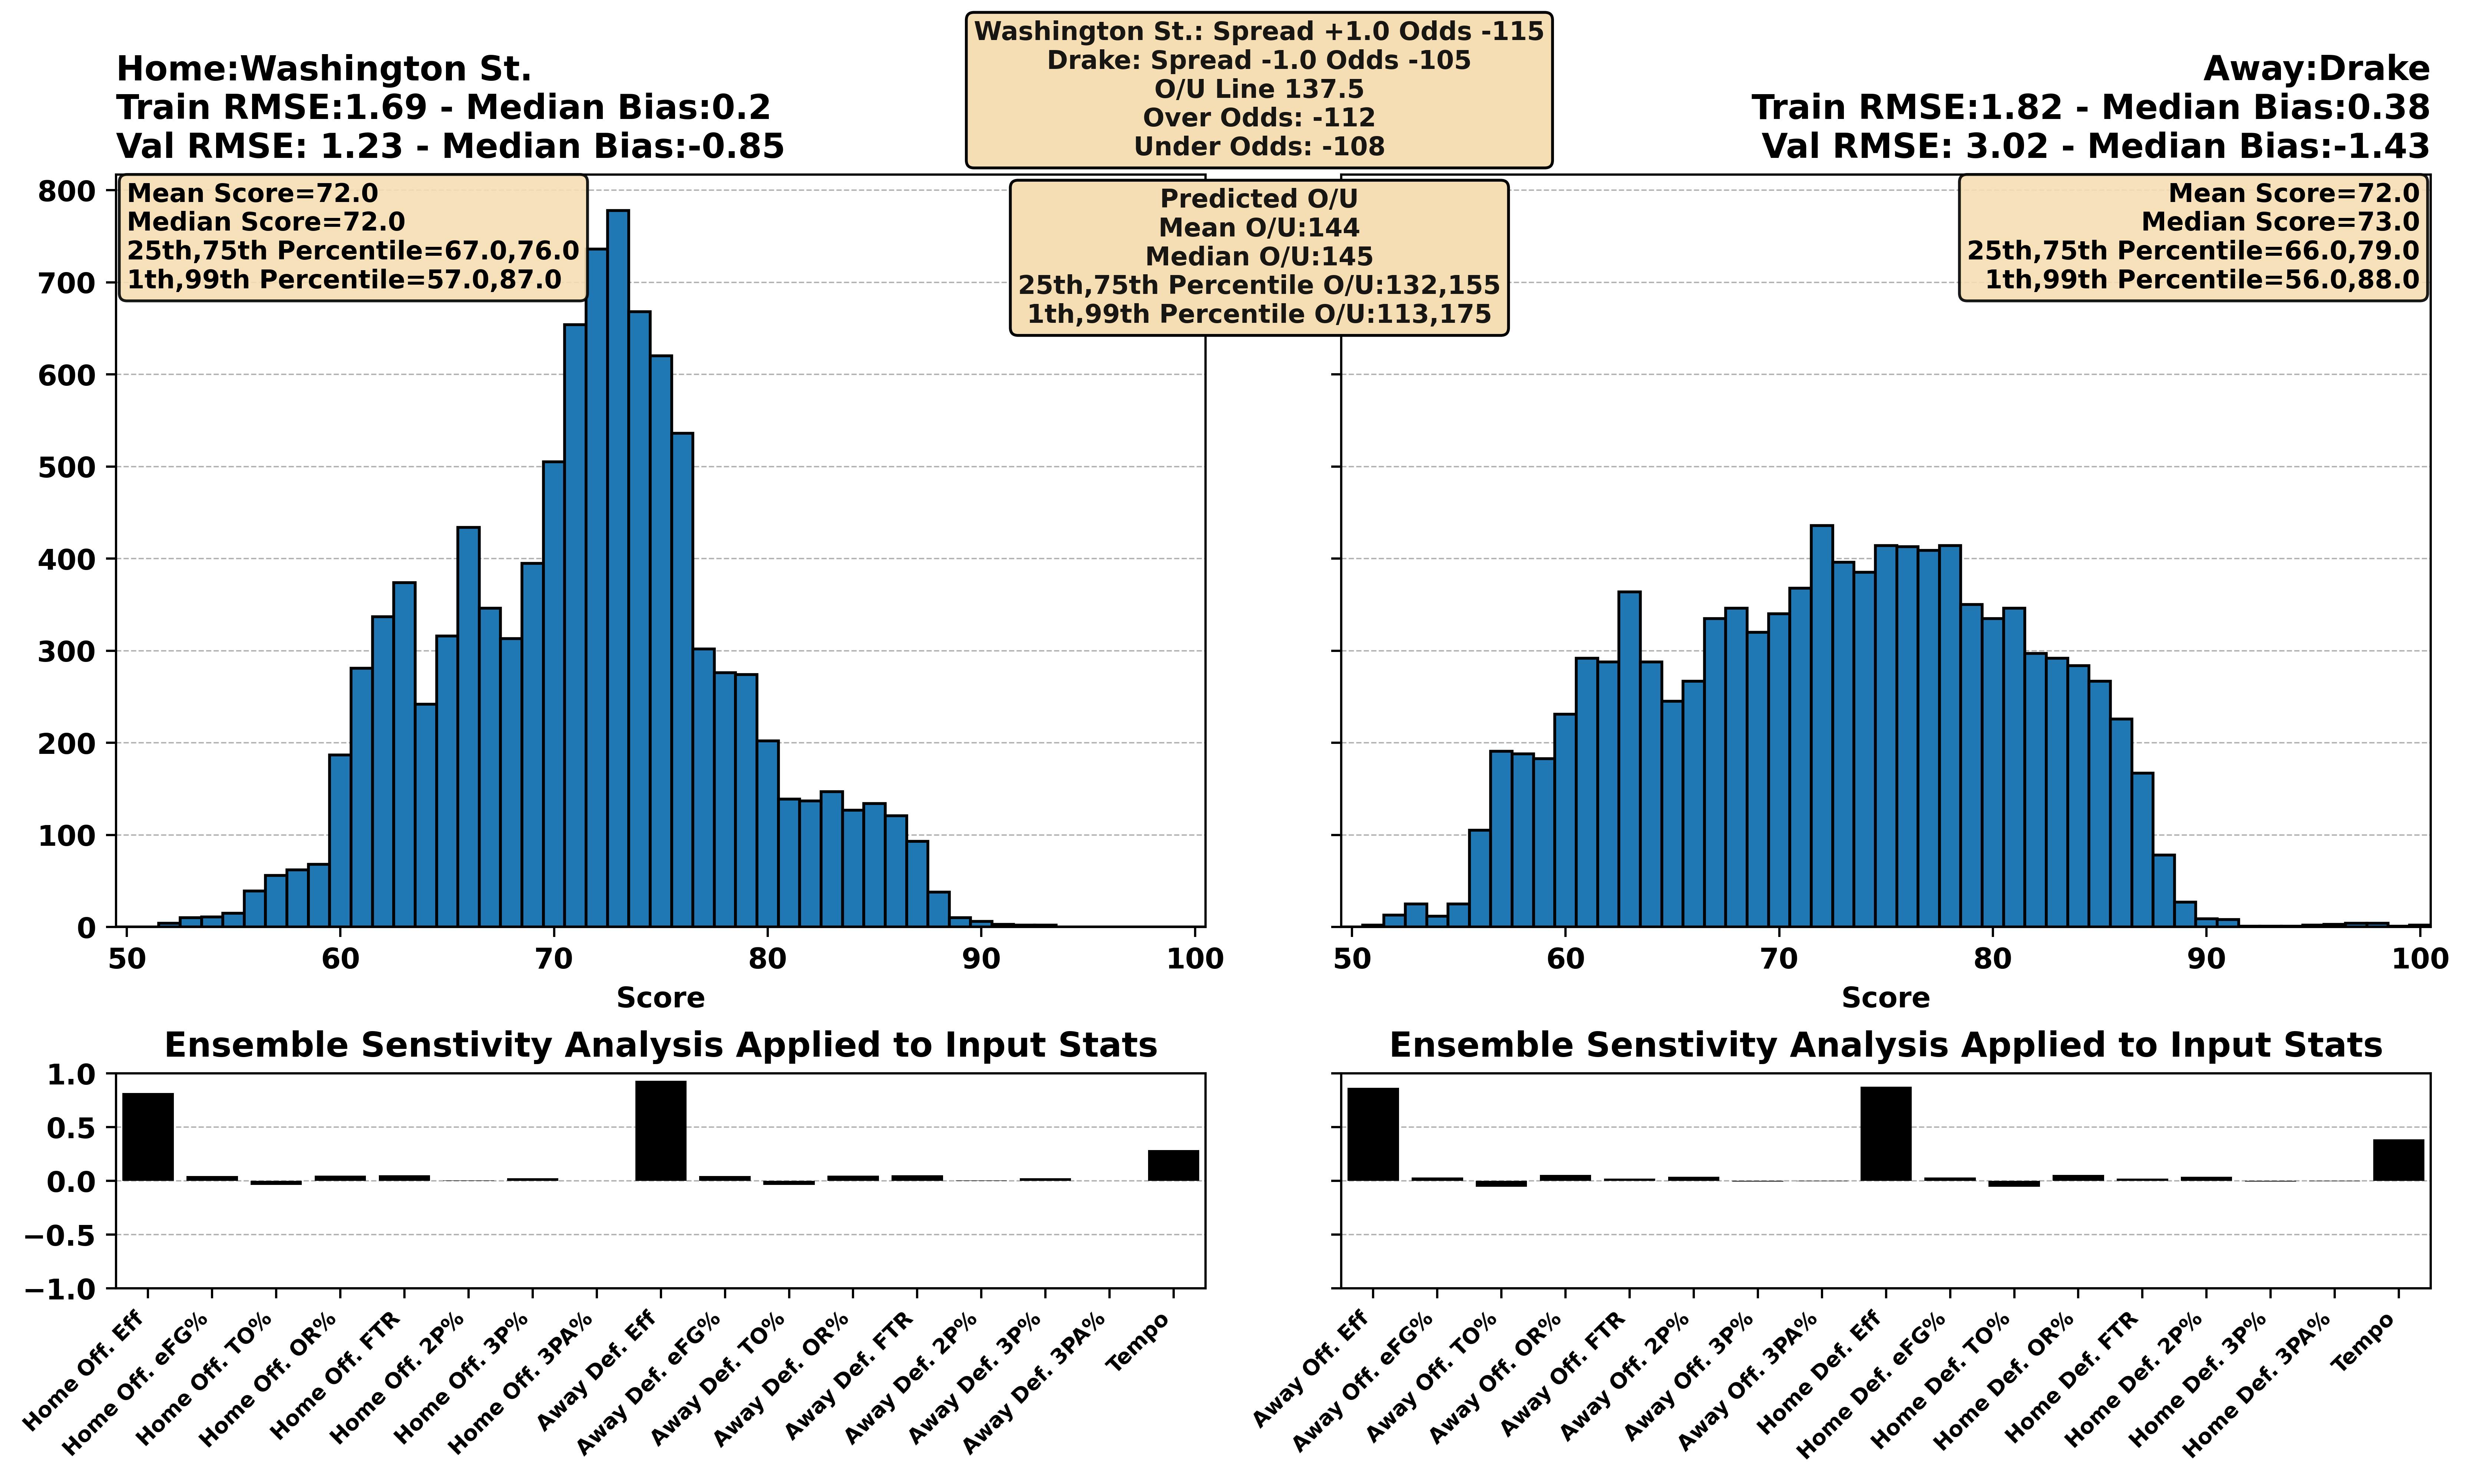 Washington St.: Spread +1.0 Odds -115
Drake: Spread -1.0 Odds -105
O/U Line 137.5
Over Odds: -112
Under Odds: -108
Home:Washington St.
Train RMSE:1.69 - Median Bias:0.2
Val RMSE: 1.23 - Median Bias:-0.85
Away:Drake
Train RMSE:1.82 - Median Bias:0.38
Val RMSE: 3.02 - Median Bias:-1.43
Mean Score=72.0
Median Score=72.0
25th,75th Percentile=67.0,76.0
1th,99th Percentile=57.0,87.0
Predicted O/U
Mean O/U:144
Median O/U:145
25th,75th Percentile O/U:132,155
1th,99th Percentile O/U:113,175
Mean Score=72.0
Median Score=73.0
25th,75th Percentile=66.0,79.0
1th,99th Percentile=56.0,88.0
800
700
600
500
400
300
200
100
0
50 60 70 80 90 100
Score
50 60 70 80 90 100
Score
Ensemble Senstivity Analysis Applied to Input Stats
Ensemble Senstivity Analysis Applied to Input Stats
1.0
0.5
0.0
−0.5
−1.0
Home Off. Eff
Home Off. eFG%
Home Off. TO%
Home Off. OR%
Home Off. FTR
Home Off. 2P%
Home Off. 3P%
Home Off. 3PA%
Away Def. Eff
Away Def. eFG%
Away Def. TO%
Away Def. OR%
Away Def. FTR
Away Def. 2P%
Away Def. 3P%
Away Def. 3PA%
Tempo
Away Off. Eff
Away Off. eFG%
Away Off. TO%
Away Off. OR%
Away Off. FTR
Away Off. 2P%
Away Off. 3P%
Away Off. 3PA%
Home Def. Eff
Home Def. eFG%
Home Def. TO%
Home Def. OR%
Home Def. FTR
Home Def. 2P%
Home Def. 3P%
Home Def. 3PA%
Tempo